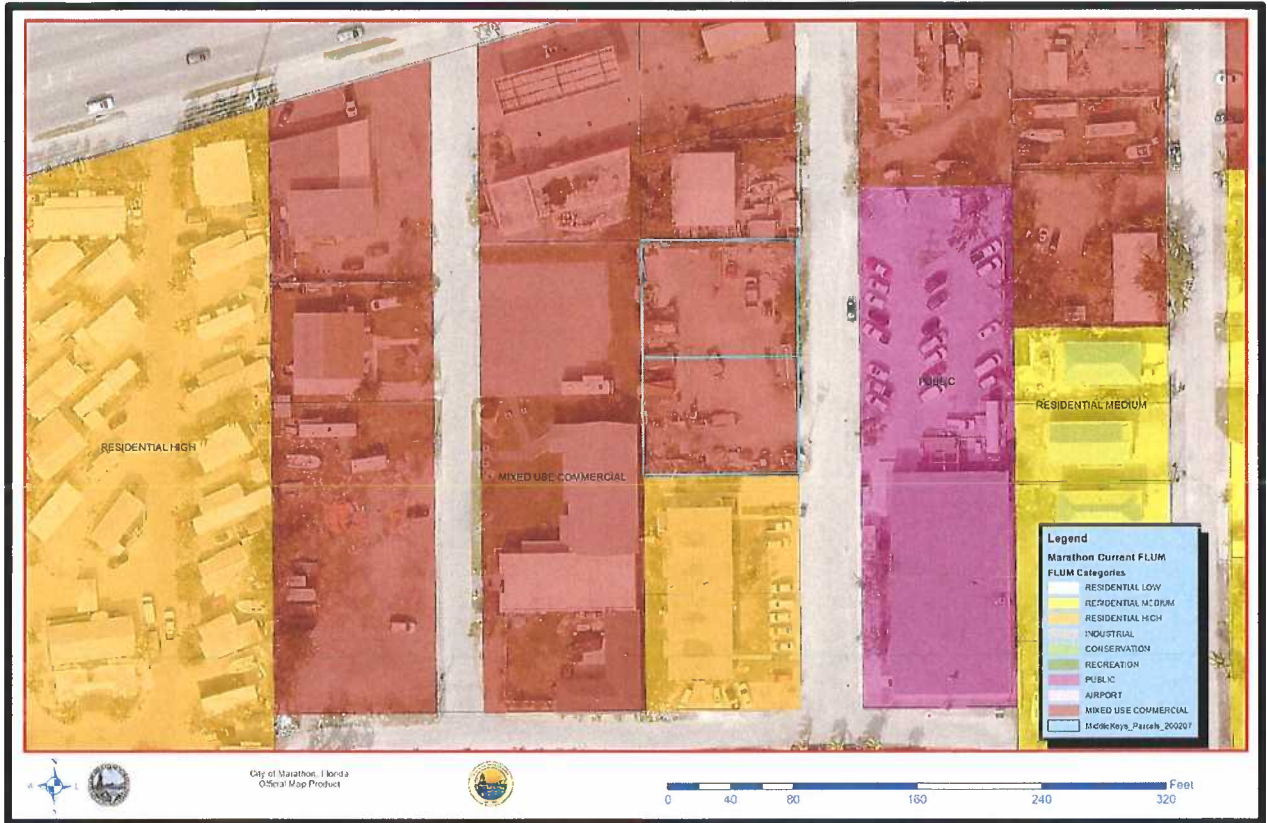 RESIDENTIAL HIGH
MIXED USE COMMERCIAL
PUBLIC
RESIDENTIAL MEDIUM
Legend
Marathon Current FLUM
FLUM Categories
RESIDENTIAL LOW
RESIDENTIAL MEDIUM
RESIDENTIAL HIGH
INDUSTRIAL
CONSERVATION
RECREATION
PUBLIC
AIRPORT
MIXED USE COMMERCIAL
MiddleKeys_Parcels_200207
City of Marathon, Florida
Official Map Product
Feet
0 40 80 160 240 320